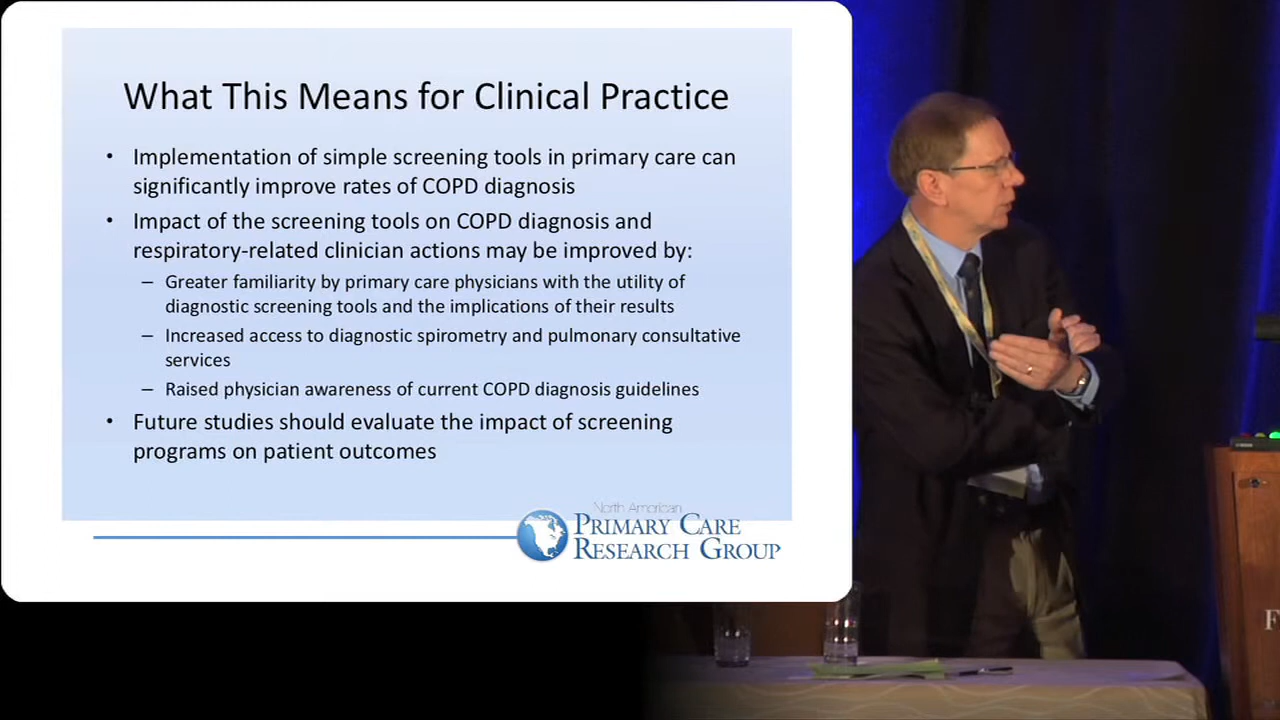 What This Means for Clinical Practice
• Implementation of simple screening tools in primary care can
significantly improve rates of COPD diagnosis
• Impact of the screening tools on COPD diagnosis and
respiratory-related clinician actions may be improved by:
– Greater familiarity by primary care physicians with the utility of
diagnostic screening tools and the implications of their results
– Increased access to diagnostic spirometry and pulmonary consultative
services
– Raised physician awareness of current COPD diagnosis guidelines
• Future studies should evaluate the impact of screening
programs on patient outcomes
North American
PRIMARY CARE
RESEARCH GROUP
F